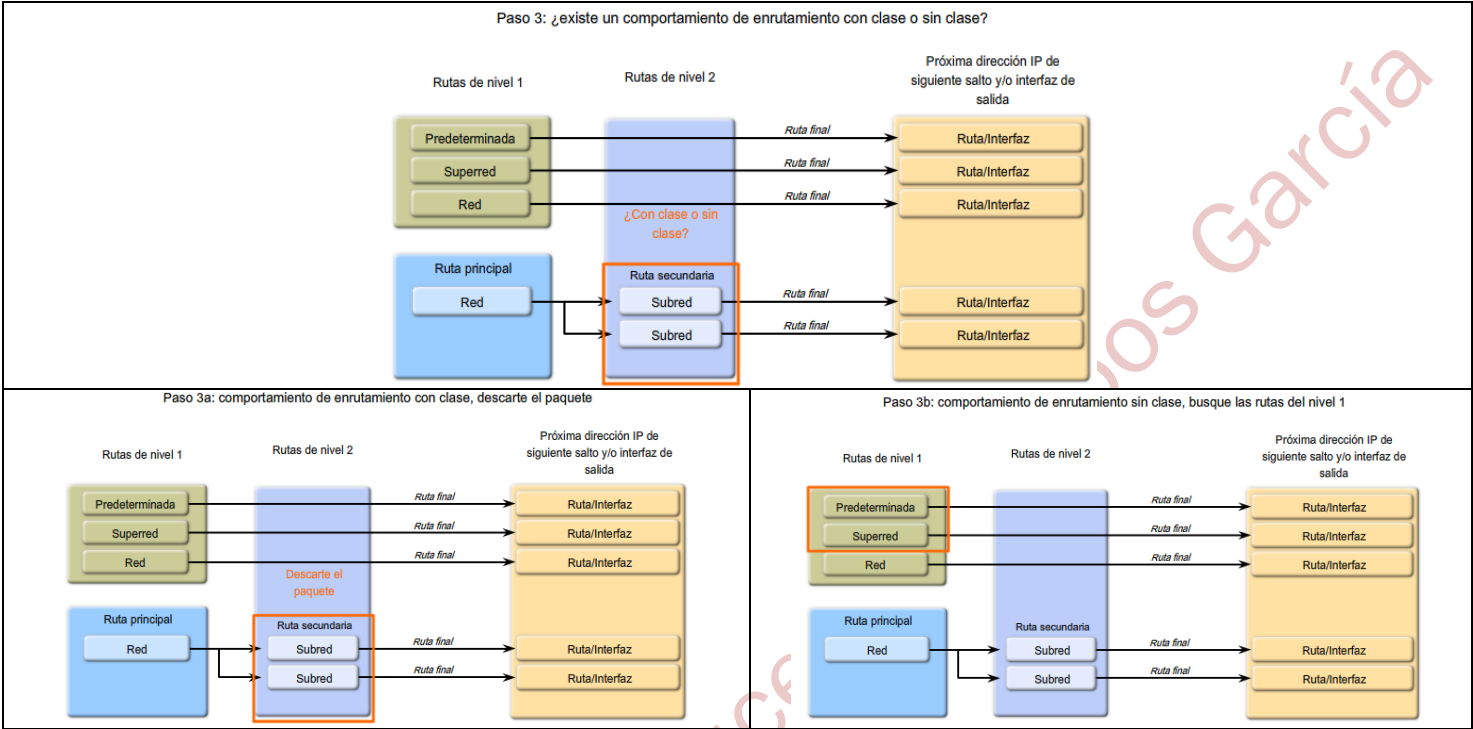 Paso 3: ¿existe un comportamiento de enrutamiento con clase o sin clase?
Rutas de nivel 1
Rutas de nivel 2
Próxima dirección IP de
siguiente salto y/o interfaz de
salida
Predeterminada
Ruta final
Ruta/Interfaz
Superred
Ruta final
Ruta/Interfaz
Red
Ruta final
Ruta/Interfaz
¿Con clase o sin
clase?
Ruta principal
Ruta secundaria
Red
Subred
Ruta final
Ruta/Interfaz
Subred
Ruta final
Ruta/Interfaz
Paso 3a: comportamiento de enrutamiento con clase, descarte el paquete
Rutas de nivel 1
Rutas de nivel 2
Próxima dirección IP de
siguiente salto y/o interfaz de
salida
Predeterminada
Ruta final
Ruta/Interfaz
Superred
Ruta final
Ruta/Interfaz
Red
Ruta final
Ruta/Interfaz
Descarte el
paquete
Ruta principal
Ruta secundaria
Red
Subred
Ruta final
Ruta/Interfaz
Subred
Ruta final
Ruta/Interfaz
Paso 3b: comportamiento de enrutamiento sin clase, busque las rutas del nivel 1
Rutas de nivel 1
Rutas de nivel 2
Próxima dirección IP de
siguiente salto y/o interfaz de
salida
Predeterminada
Ruta final
Ruta/Interfaz
Superred
Ruta final
Ruta/Interfaz
Red
Ruta final
Ruta/Interfaz
Ruta principal
Ruta secundaria
Red
Subred
Ruta final
Ruta/Interfaz
Subred
Ruta final
Ruta/Interfaz
García